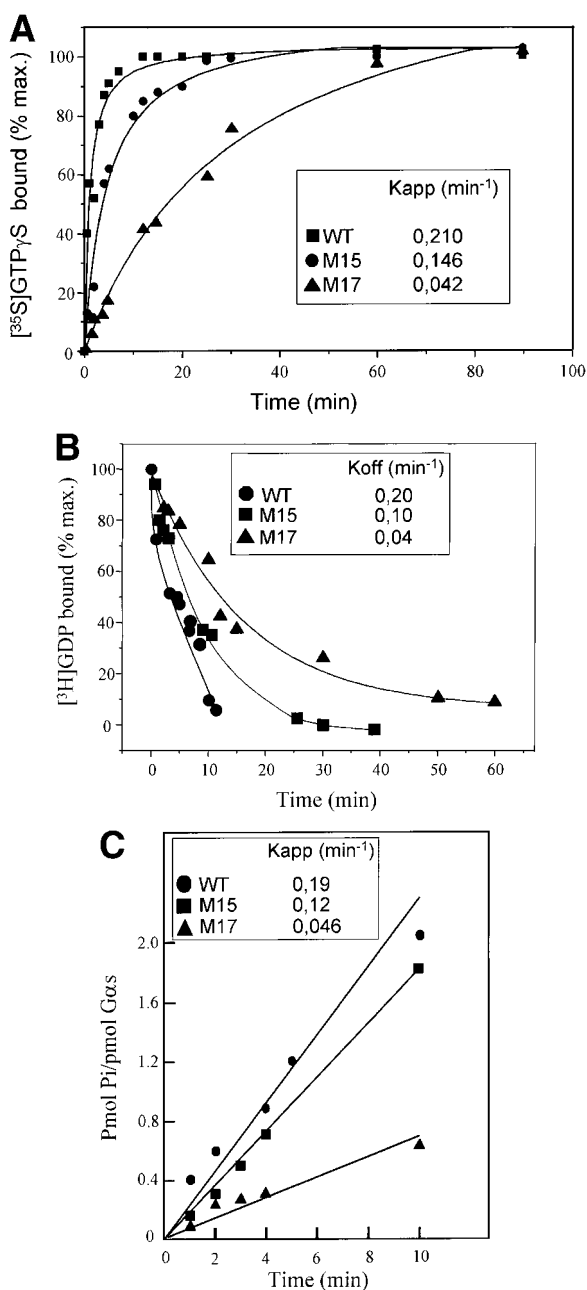 A
[³⁵S]GTPγS bound (% max.)
100
80
60
40
20
0
Kapp (min⁻¹)
■ WT 0,210
● M15 0,146
▲ M17 0,042
0 20 40 60 80 100
Time (min)
B
[³H]GDP bound (% max.)
100
80
60
40
20
0
Koff (min⁻¹)
● WT 0,20
■ M15 0,10
▲ M17 0,04
0 10 20 30 40 50 60
Time (min)
C
Pmol Pi/pmol Gαs
Kapp (min⁻¹)
● WT 0,19
■ M15 0,12
▲ M17 0,046
2.0
1.6
1.2
0.8
0.4
0
0 2 4 6 8 10
Time (min)